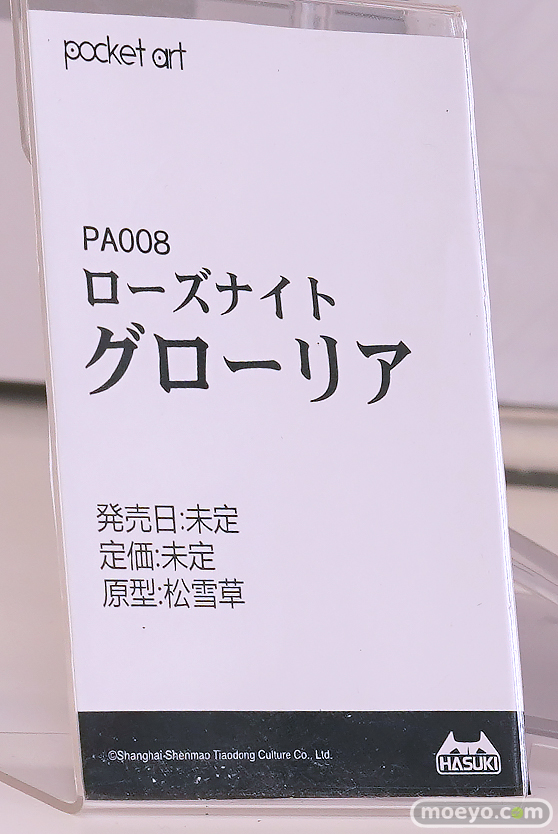 pocket art
PA008
ローズナイト
グローリア
発売日:未定
定価:未定
原型:松雪草
©Shanghai-Shenmao Tiaodong Culture Co., Ltd.
HASUKI
moeyo.com